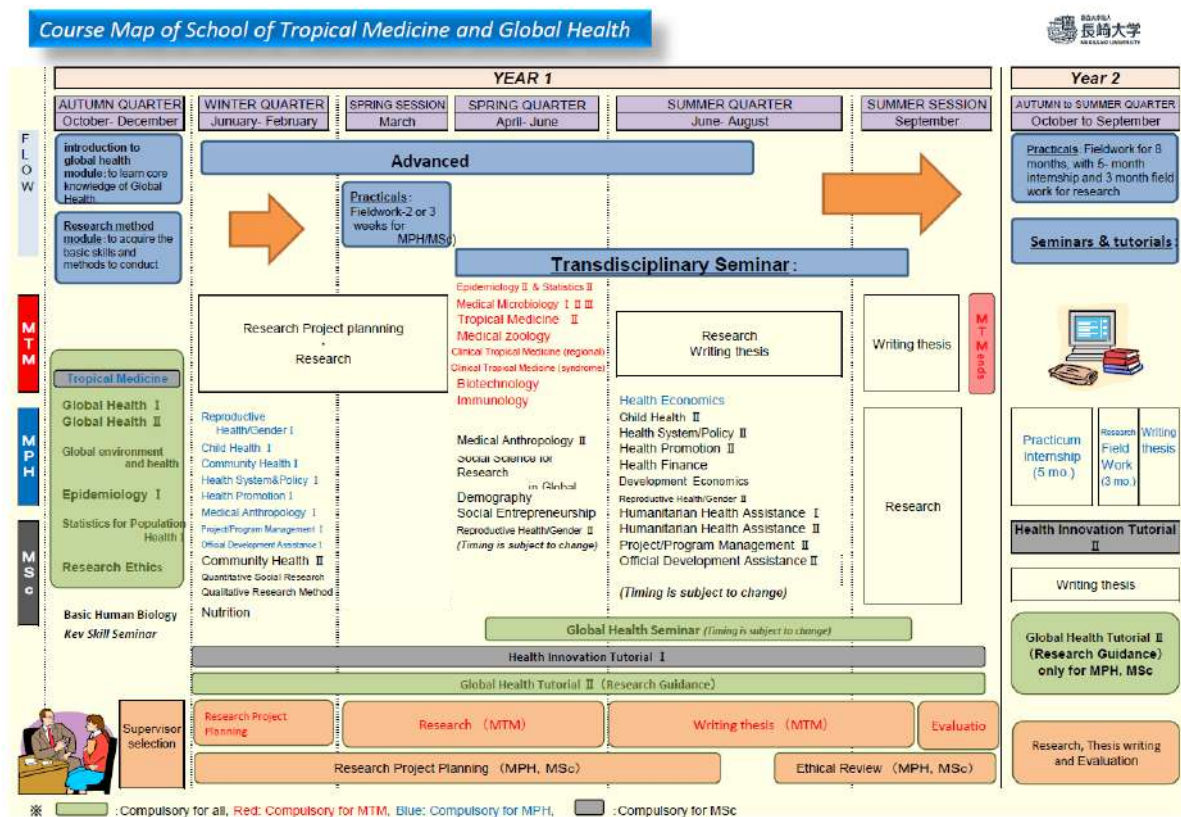 Course Map of School of Tropical Medicine and Global Health
長崎大学
NAGASAKI UNIVERSITY
YEAR 1
Year 2
AUTUMN QUARTER
October- December
WINTER QUARTER
Junuary- February
SPRING SESSION
March
SPRING QUARTER
April- June
SUMMER QUARTER
June- August
SUMMER SESSION
September
AUTUMN to SUMMER QUARTER
October to September
FLOW
introduction to
global health
module: to learn core
knowledge of Global
Health.
Research method
module: to acquire the
basic skills and
methods to conduct
Advanced
Practicals:
Fieldwork-2 or 3
weeks for
MPH/MSc)
Transdisciplinary Seminar:
Practicals: Fieldwork for 8
months, with 5- month
internship and 3 month field
work for research
Seminars & tutorials:
MTM
MPH
MSc
Tropical Medicine
Global Health Ⅰ
Global Health Ⅱ
Global environment
and health
Epidemiology Ⅰ
Statistics for Population
Health Ⅰ
Research Ethics
Basic Human Biology
Key Skill Seminar
Research Project plannning
・
Research
Reproductive
Health/Gender Ⅰ
Child Health Ⅰ
Community Health Ⅰ
Health System&Policy Ⅰ
Health Promotion Ⅰ
Medical Anthropology Ⅰ
Project/Program Management Ⅰ
Official Development Assistance Ⅰ
Community Health Ⅱ
Quantitative Social Research
Qualitative Research Method
Nutrition
Epidemiology Ⅱ & Statistics Ⅱ
Medical Microbiology Ⅰ Ⅱ Ⅲ
Tropical Medicine Ⅱ
Medical zoology
Clinical Tropical Medicine (regional)
Clinical Tropical Medicine (syndrome)
Biotechnology
Immunology
Medical Anthropology Ⅱ
Social Science for
Research
in Global
Demography
Social Entrepreneurship
Reproductive Health/Gender Ⅱ
(Timing is subject to change)
Research
Writing thesis
Health Economics
Child Health Ⅱ
Health System/Policy Ⅱ
Health Promotion Ⅱ
Health Finance
Development Economics
Reproductive Health/Gender Ⅱ
Humanitarian Health Assistance Ⅰ
Humanitarian Health Assistance Ⅱ
Project/Program Management Ⅱ
Official Development Assistance Ⅱ
(Timing is subject to change)
Writing thesis
MTM ends
Research
Practicum
Internship
(5 mo.)
Research
Field
Work
(3 mo.)
Writing
thesis
Health Innovation Tutorial
Ⅱ
Writing thesis
Global Health Tutorial Ⅱ
(Research Guidance)
only for MPH, MSc
Global Health Seminar (Timing is subject to change)
Health Innovation Tutorial Ⅰ
Global Health Tutorial Ⅱ (Research Guidance)
Supervisor
selection
Research Project
Planning
Research (MTM)
Writing thesis (MTM)
Evaluatio
Research Project Planning (MPH, MSc)
Ethical Review (MPH, MSc)
Research, Thesis writing
and Evaluation
※ :Compulsory for all, Red: Compulsory for MTM, Blue: Compulsory for MPH, :Compulsory for MSc